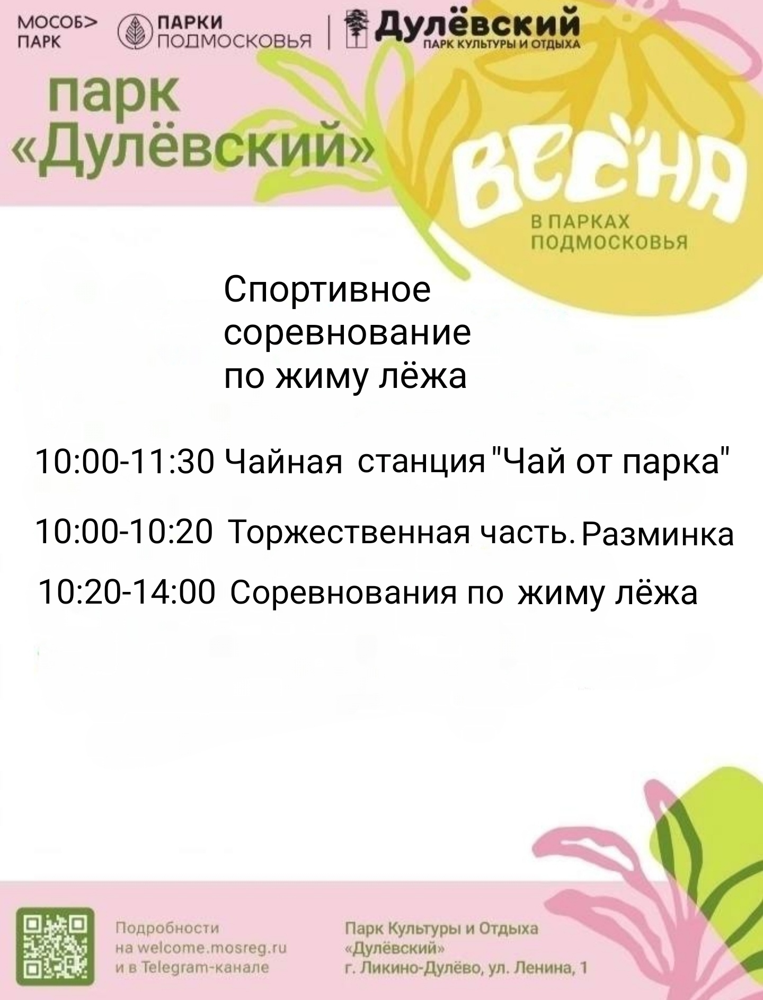 МОСОБ>
ПАРК
ПАРКИ
ПОДМОСКОВЬЯ
Дулёвский
ПАРК КУЛЬТУРЫ И ОТДЫХА
парк
«Дулёвский»
ВЕСНА
В ПАРКАХ
ПОДМОСКОВЬЯ
Спортивное
соревнование
по жиму лёжа
10:00-11:30 Чайная станция "Чай от парка"
10:00-10:20 Торжественная часть. Разминка
10:20-14:00 Соревнования по жиму лёжа
Подробности
на welcome.mosreg.ru
и в Telegram-канале
Парк Культуры и Отдыха
«Дулёвский»
г. Ликино-Дулёво, ул. Ленина, 1